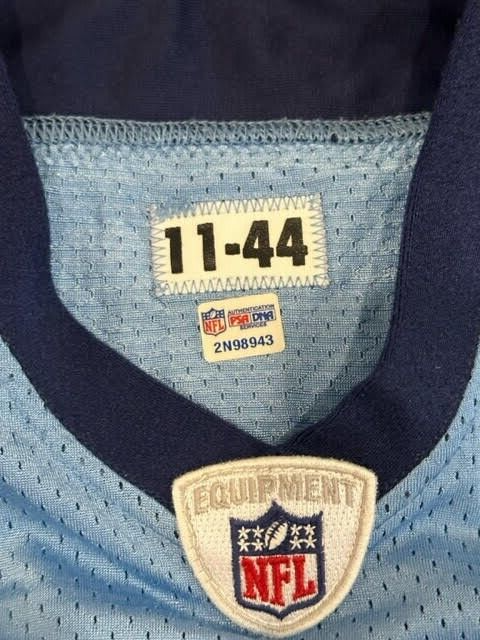 11-44
NFL
AUTHENTICATION
PSA DNA
SERVICES
2N98943
EQUIPMENT
NFL